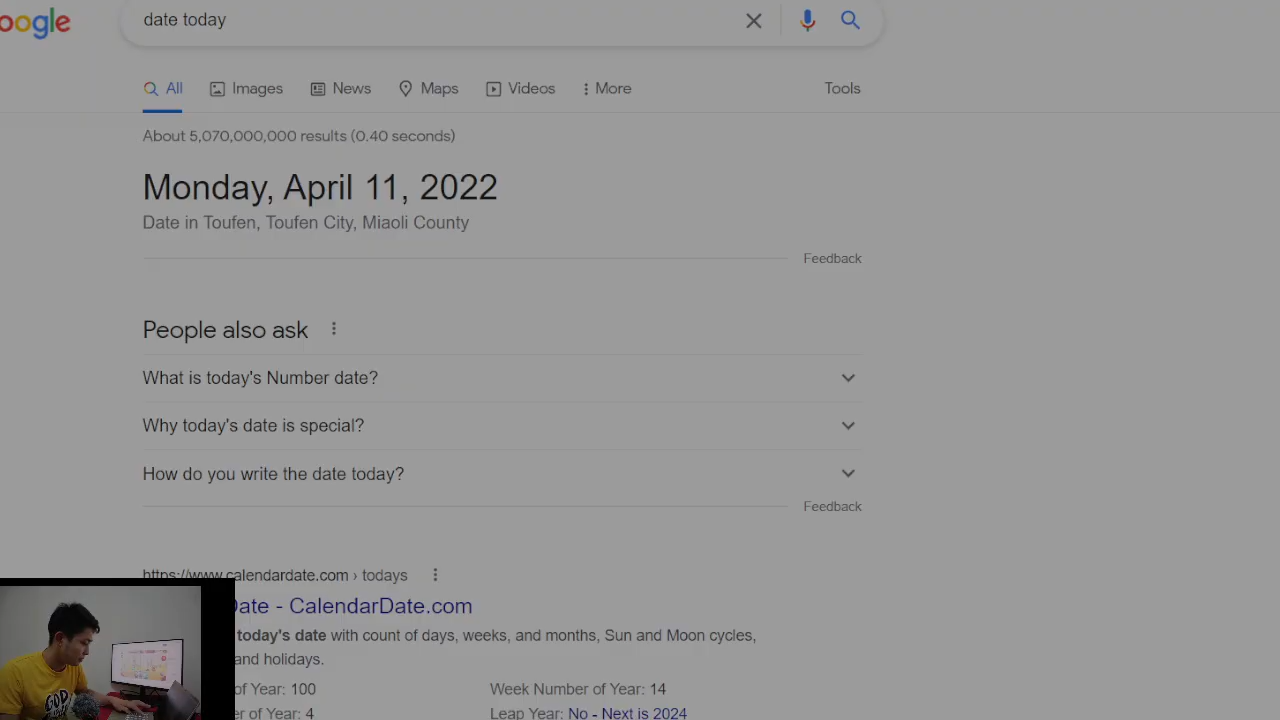 oogle
date today
All
Images
News
Maps
Videos
More
Tools
About 5,070,000,000 results (0.40 seconds)
Monday, April 11, 2022
Date in Toufen, Toufen City, Miaoli County
Feedback
People also ask
What is today's Number date?
Why today's date is special?
How do you write the date today?
Feedback
https://www.calendardate.com › todays
Date - CalendarDate.com
today's date with count of days, weeks, and months, Sun and Moon cycles,
and holidays.
of Year: 100
Week Number of Year: 14
er of Year: 4
Leap Year: No - Next is 2024
GOD